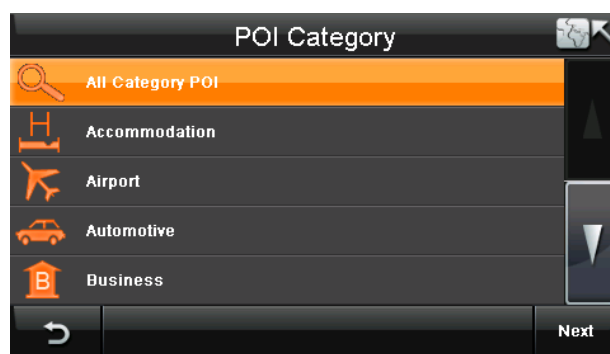 POI Category
All Category POI
H
Accommodation
Airport
Automotive
B
Business
Next